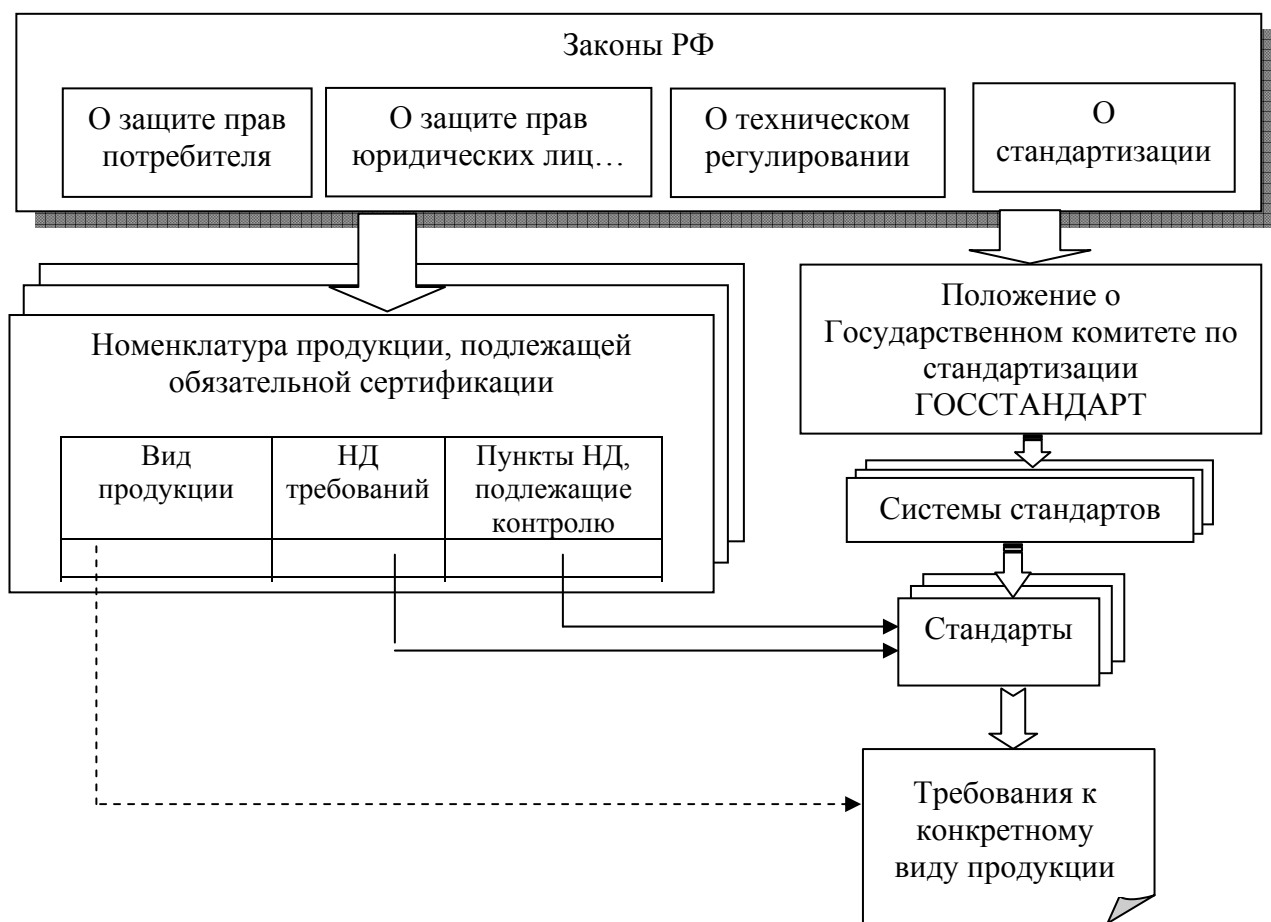 Законы РФ
О защите прав
потребителя
О защите прав
юридических лиц…
О техническом
регулировании
О
стандартизации
Номенклатура продукции, подлежащей
обязательной сертификации
Вид
продукции
НД
требований
Пункты НД,
подлежащие
контролю
Положение о
Государственном комитете по
стандартизации
ГОССТАНДАРТ
Системы стандартов
Стандарты
Требования к
конкретному
виду продукции